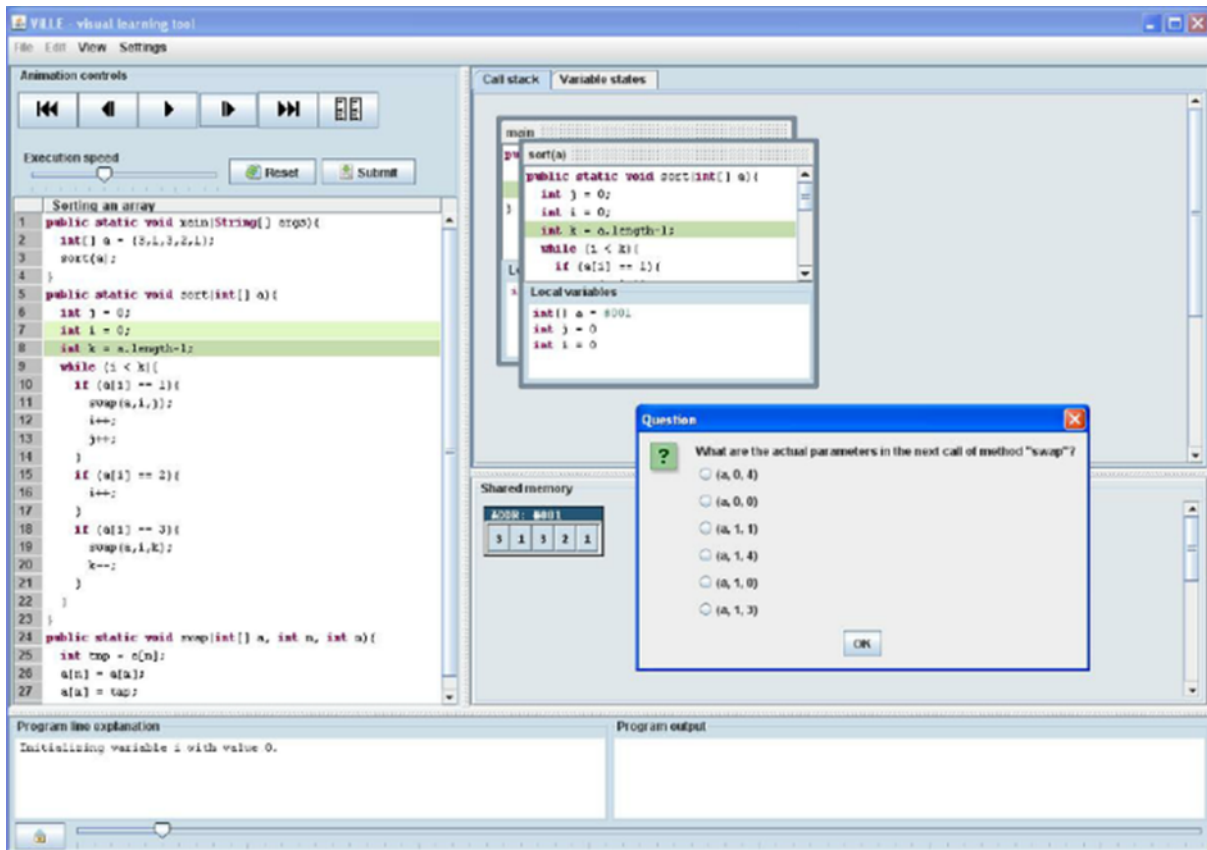 VILLE - visual learning tool
File Edit View Settings
Animation controls
Execution speed
Reset
Submit
Sorting an array
1 public static void main(String[] args){
2 int[] a = {3,1,3,2,1};
3 sort(a);
4 }
5 public static void sort(int[] a){
6 int j = 0;
7 int i = 0;
8 int k = a.length-1;
9 while (i < k){
10 if (a[i] == 1){
11 swap(a,i,j);
12 i++;
13 j++;
14 }
15 if (a[i] == 2){
16 i++;
17 }
18 if (a[i] == 3){
19 swap(a,i,k);
20 k--;
21 }
22 }
23 }
24 public static void swap(int[] a, int n, int m){
25 int tmp = a[n];
26 a[n] = a[m];
27 a[m] = tmp;
Call stack
Variable states
main
sort(a)
public static void sort(int[] a){
int j = 0;
int i = 0;
int k = a.length-1;
while (i < k){
if (a[i] == 1){
Local variables
int[] a = @001
int j = 0
int i = 0
Question
What are the actual parameters in the next call of method "swap"?
(a, 0, 4)
(a, 0, 0)
(a, 1, 1)
(a, 1, 4)
(a, 1, 0)
(a, 1, 3)
OK
Shared memory
ADDR: @001
3 1 3 2 1
Program line explanation
Initializing variable i with value 0.
Program output